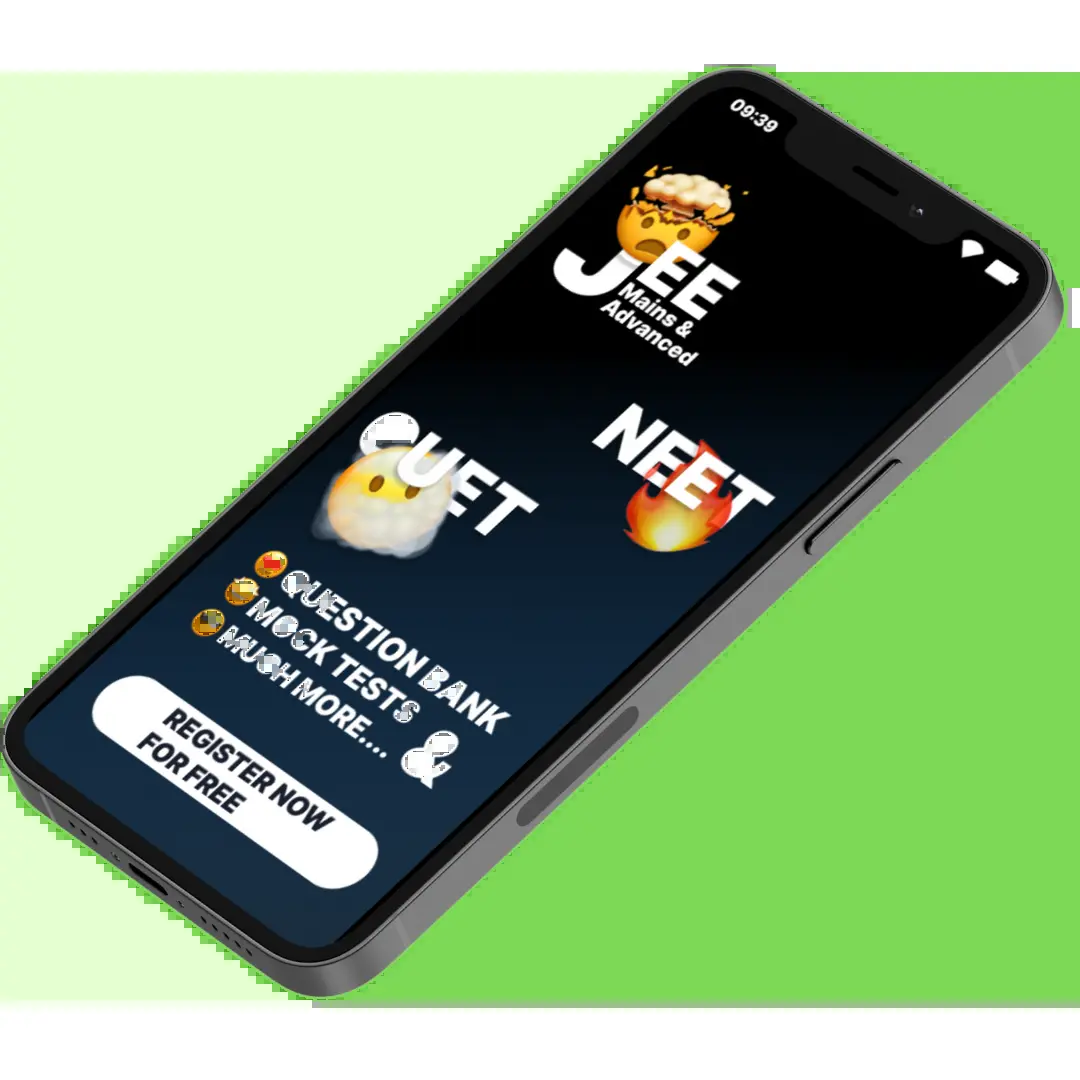 09:39
JEE
Mains &
Advanced
CUET
NEET
QUESTION BANK
MOCK TESTS &
MUCH MORE....
REGISTER NOW
FOR FREE